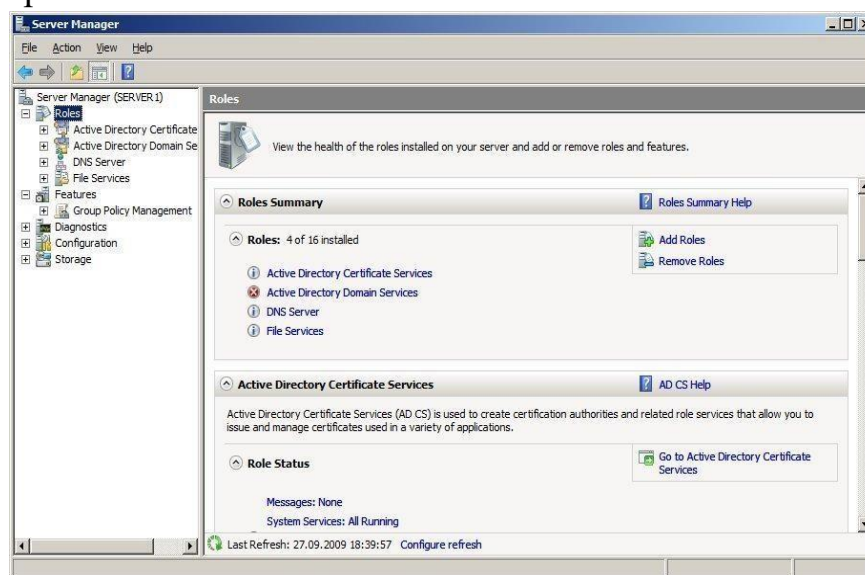 Server Manager
File Action View Help
Server Manager (SERVER1)
Roles
Active Directory Certificate
Active Directory Domain Se
DNS Server
File Services
Features
Group Policy Management
Diagnostics
Configuration
Storage
Roles
View the health of the roles installed on your server and add or remove roles and features.
Roles Summary
Roles Summary Help
Roles: 4 of 16 installed
Add Roles
Remove Roles
Active Directory Certificate Services
Active Directory Domain Services
DNS Server
File Services
Active Directory Certificate Services
AD CS Help
Active Directory Certificate Services (AD CS) is used to create certification authorities and related role services that allow you to
issue and manage certificates used in a variety of applications.
Role Status
Go to Active Directory Certificate
Services
Messages: None
System Services: All Running
Last Refresh: 27.09.2009 18:39:57 Configure refresh